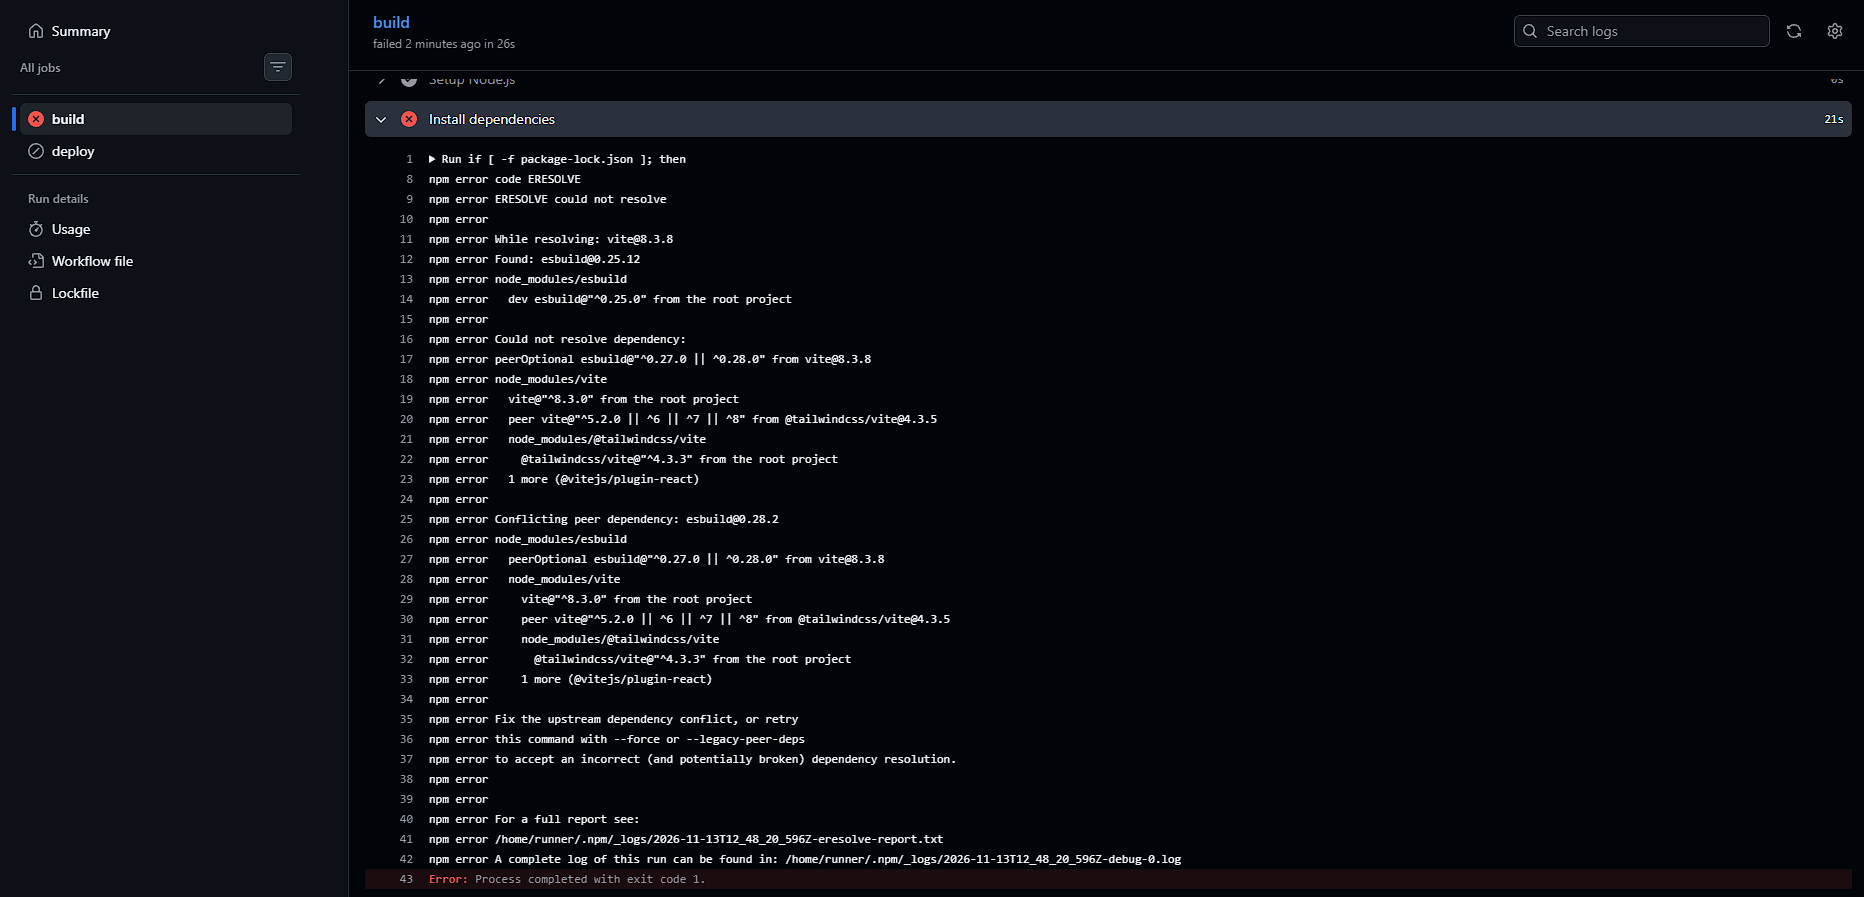 Summary
All jobs
build
deploy
Run details
Usage
Workflow file
Lockfile
build
failed 2 minutes ago in 26s
Search logs
Setup Node.js 0s
Install dependencies 21s
1 Run if [ -f package-lock.json ]; then
8 npm error code ERESOLVE
9 npm error ERESOLVE could not resolve
10 npm error
11 npm error While resolving: vite@8.3.8
12 npm error Found: esbuild@0.25.12
13 npm error node_modules/esbuild
14 npm error   dev esbuild@"^0.25.0" from the root project
15 npm error
16 npm error Could not resolve dependency:
17 npm error peerOptional esbuild@"^0.27.0 || ^0.28.0" from vite@8.3.8
18 npm error node_modules/vite
19 npm error   vite@"^8.3.0" from the root project
20 npm error   peer vite@"^5.2.0 || ^6 || ^7 || ^8" from @tailwindcss/vite@4.3.5
21 npm error   node_modules/@tailwindcss/vite
22 npm error     @tailwindcss/vite@"^4.3.3" from the root project
23 npm error   1 more (@vitejs/plugin-react)
24 npm error
25 npm error Conflicting peer dependency: esbuild@0.28.2
26 npm error node_modules/esbuild
27 npm error   peerOptional esbuild@"^0.27.0 || ^0.28.0" from vite@8.3.8
28 npm error   node_modules/vite
29 npm error     vite@"^8.3.0" from the root project
30 npm error     peer vite@"^5.2.0 || ^6 || ^7 || ^8" from @tailwindcss/vite@4.3.5
31 npm error     node_modules/@tailwindcss/vite
32 npm error       @tailwindcss/vite@"^4.3.3" from the root project
33 npm error     1 more (@vitejs/plugin-react)
34 npm error
35 npm error Fix the upstream dependency conflict, or retry
36 npm error this command with --force or --legacy-peer-deps
37 npm error to accept an incorrect (and potentially broken) dependency resolution.
38 npm error
39 npm error
40 npm error For a full report see:
41 npm error /home/runner/.npm/_logs/2026-11-13T12_48_20_596Z-eresolve-report.txt
42 npm error A complete log of this run can be found in: /home/runner/.npm/_logs/2026-11-13T12_48_20_596Z-debug-0.log
43 Error: Process completed with exit code 1.